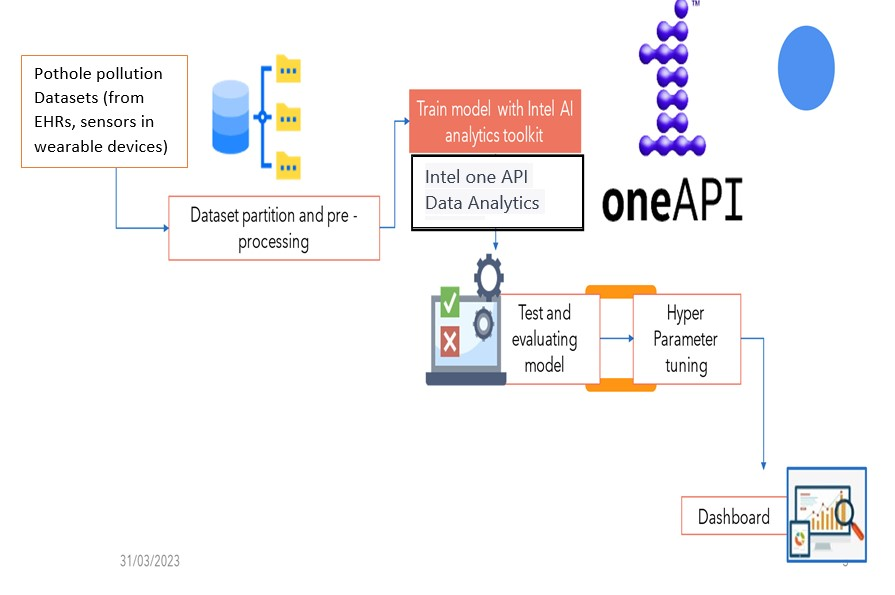 Pothole pollution
Datasets (from
EHRs, sensors in
wearable devices)
Dataset partition and pre -
processing
Train model with Intel AI
analytics toolkit
Intel one API
Data Analytics
TM
oneAPI
Test and
evaluating
model
Hyper
Parameter
tuning
Dashboard
31/03/2023